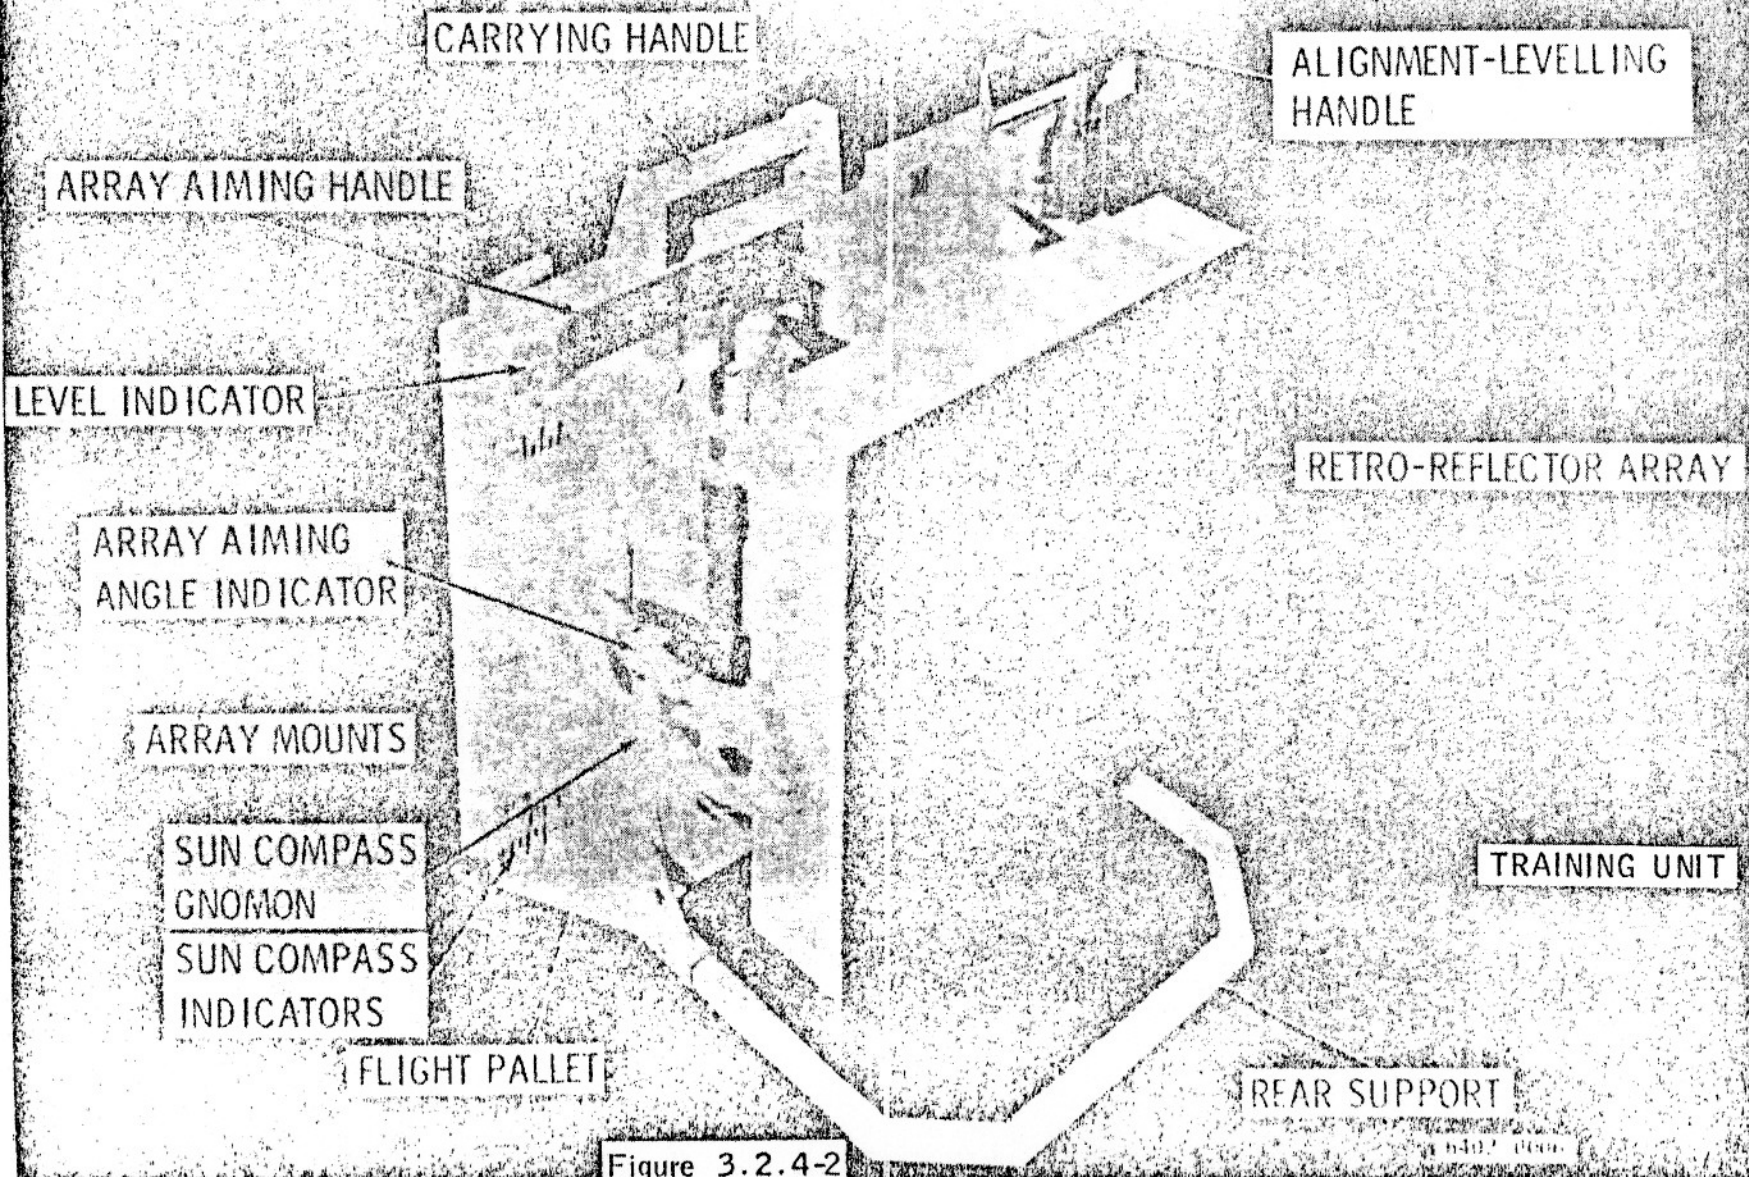 CARRYING HANDLE
ALIGNMENT-LEVELLING
HANDLE
ARRAY AIMING HANDLE
LEVEL INDICATOR
RETRO-REFLECTOR ARRAY
ARRAY AIMING
ANGLE INDICATOR
ARRAY MOUNTS
SUN COMPASS
GNOMON
TRAINING UNIT
SUN COMPASS
INDICATORS
FLIGHT PALLET
REAR SUPPORT
Figure 3.2.4-2